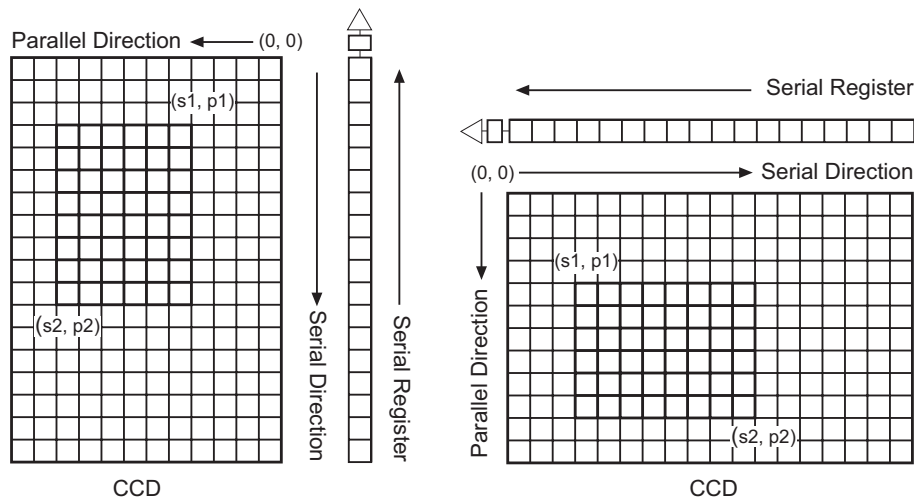 Parallel Direction
(0, 0)
(s1, p1)
(s2, p2)
Serial Direction
Serial Register
CCD
Serial Register
(0, 0)
Serial Direction
(s1, p1)
Parallel Direction
(s2, p2)
CCD